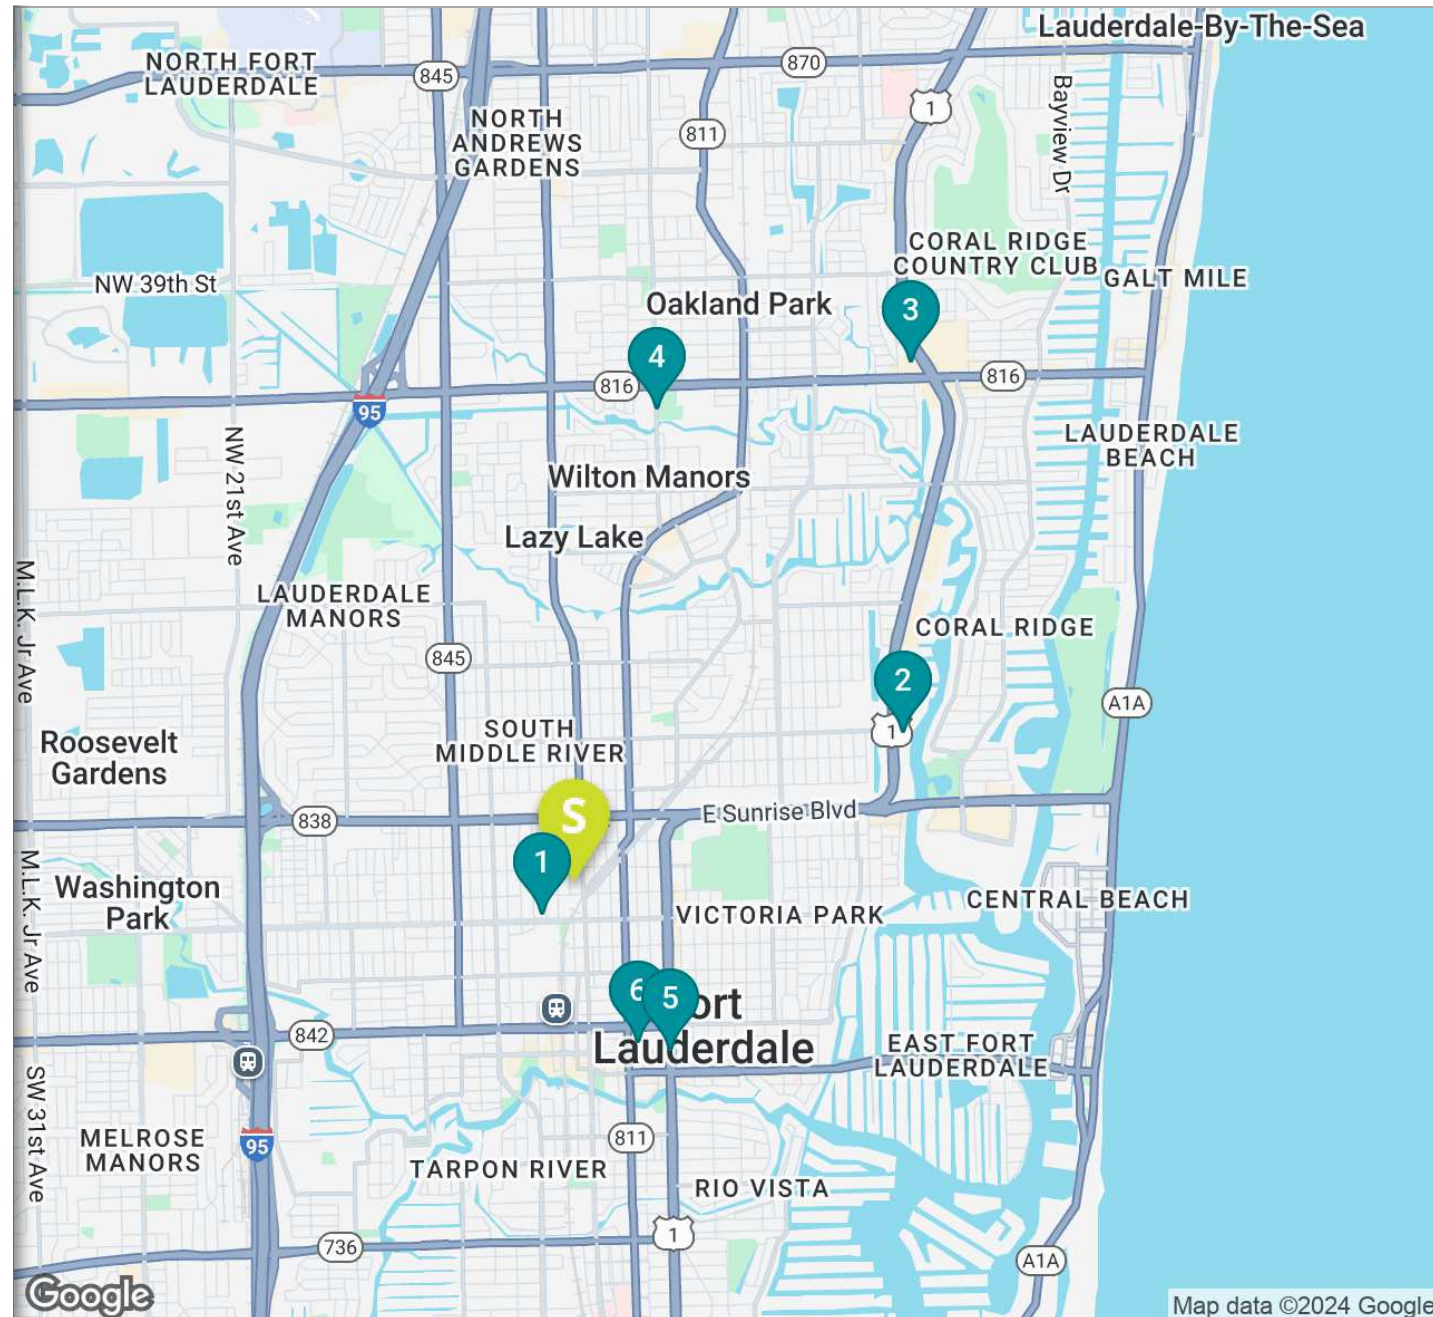 Lauderdale-By-The-Sea
NORTH FORT
LAUDERDALE
845
870
1
NORTH
ANDREWS
GARDENS
811
Bayview Dr
CORAL RIDGE
COUNTRY CLUB
GALT MILE
NW 39th St
Oakland Park
3
4
816
816
95
NW 21st Ave
LAUDERDALE
BEACH
Wilton Manors
Lazy Lake
M.L.K. Jr Ave
LAUDERDALE
MANORS
CORAL RIDGE
845
2
1
A1A
SOUTH
MIDDLE RIVER
Roosevelt
Gardens
838
S
E Sunrise Blvd
1
M.L.K. Jr Ave
Washington
Park
VICTORIA PARK
CENTRAL BEACH
6
5
ort
Lauderdale
842
EAST FORT
LAUDERDALE
SW 31st Ave
95
MELROSE
MANORS
811
TARPON RIVER
RIO VISTA
736
1
A1A
Google
Map data ©2024 Google